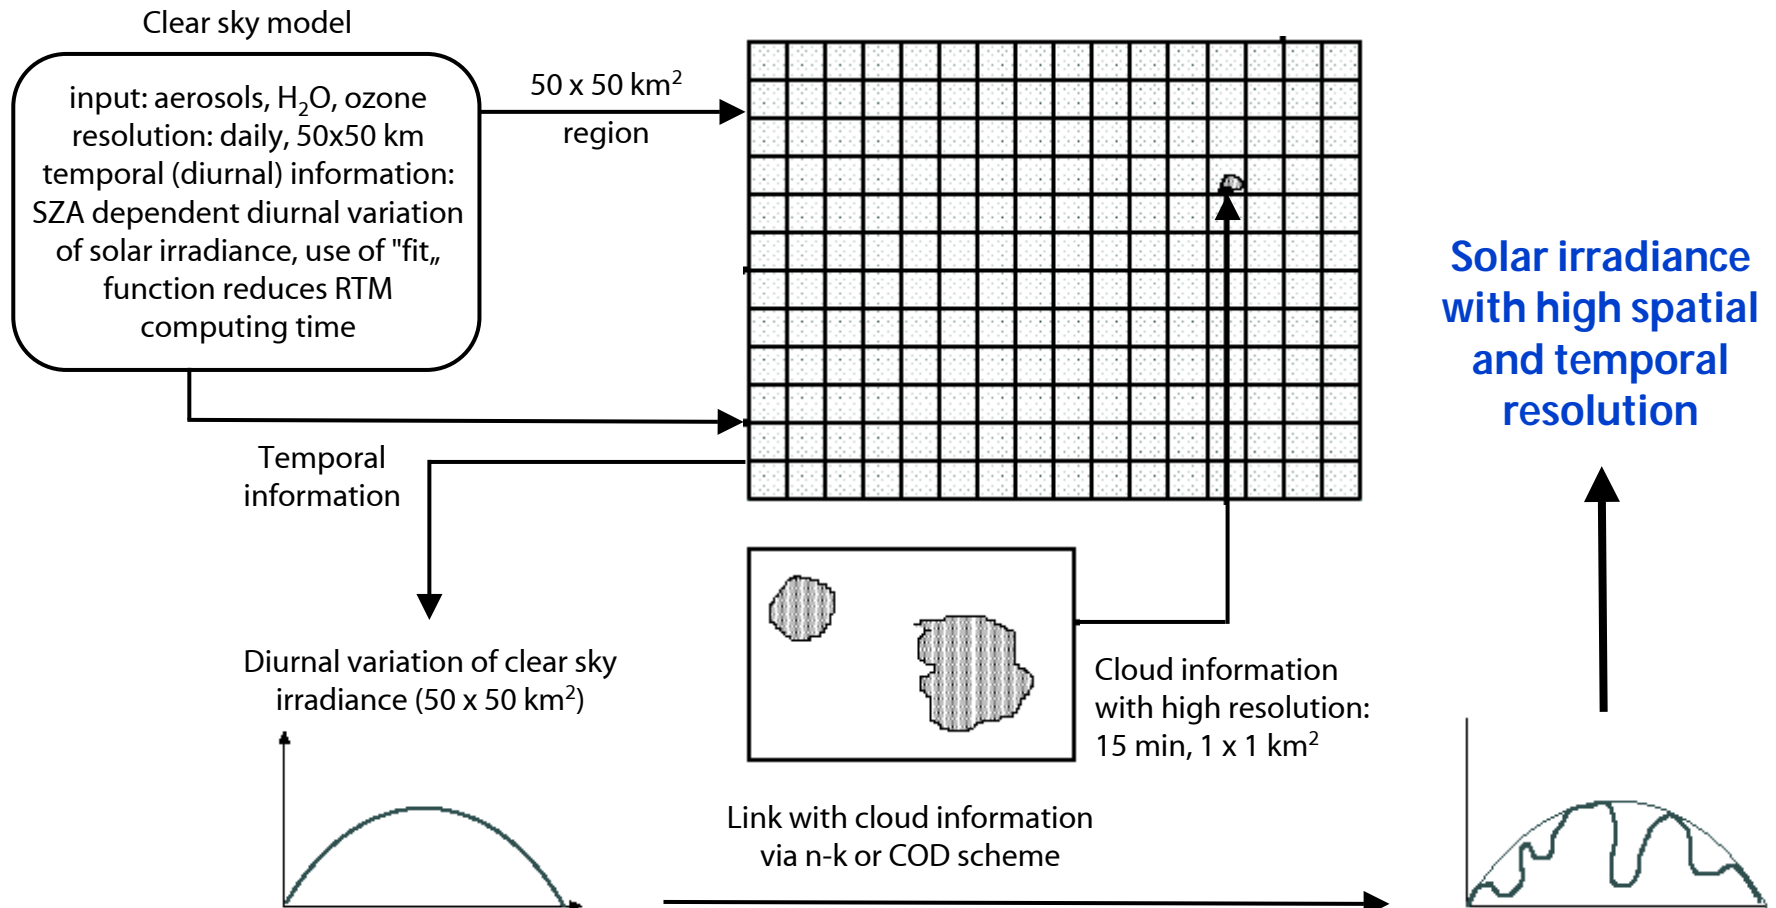 Clear sky model
input: aerosols, H₂O, ozone
resolution: daily, 50x50 km
temporal (diurnal) information:
SZA dependent diurnal variation
of solar irradiance, use of "fit„
function reduces RTM
computing time
50 x 50 km²
region
Temporal
information
Diurnal variation of clear sky
irradiance (50 x 50 km²)
Cloud information
with high resolution:
15 min, 1 x 1 km²
Link with cloud information
via n-k or COD scheme
Solar irradiance
with high spatial
and temporal
resolution